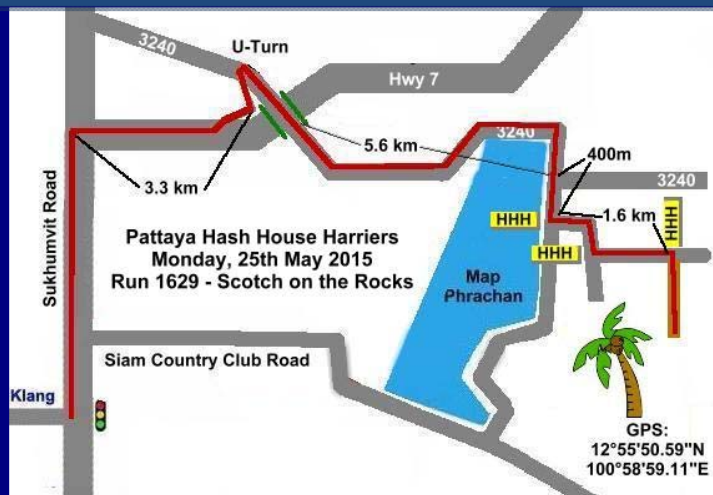 3240
U-Turn
Hwy 7
3240
5.6 km
400m
3240
3.3 km
HHH
1.6 km
HHH
HHH
Sukhumvit Road
Pattaya Hash House Harriers
Monday, 25th May 2015
Run 1629 - Scotch on the Rocks
Map
Phrachan
Siam Country Club Road
Klang
GPS:
12°55'50.59"N
100°58'59.11"E